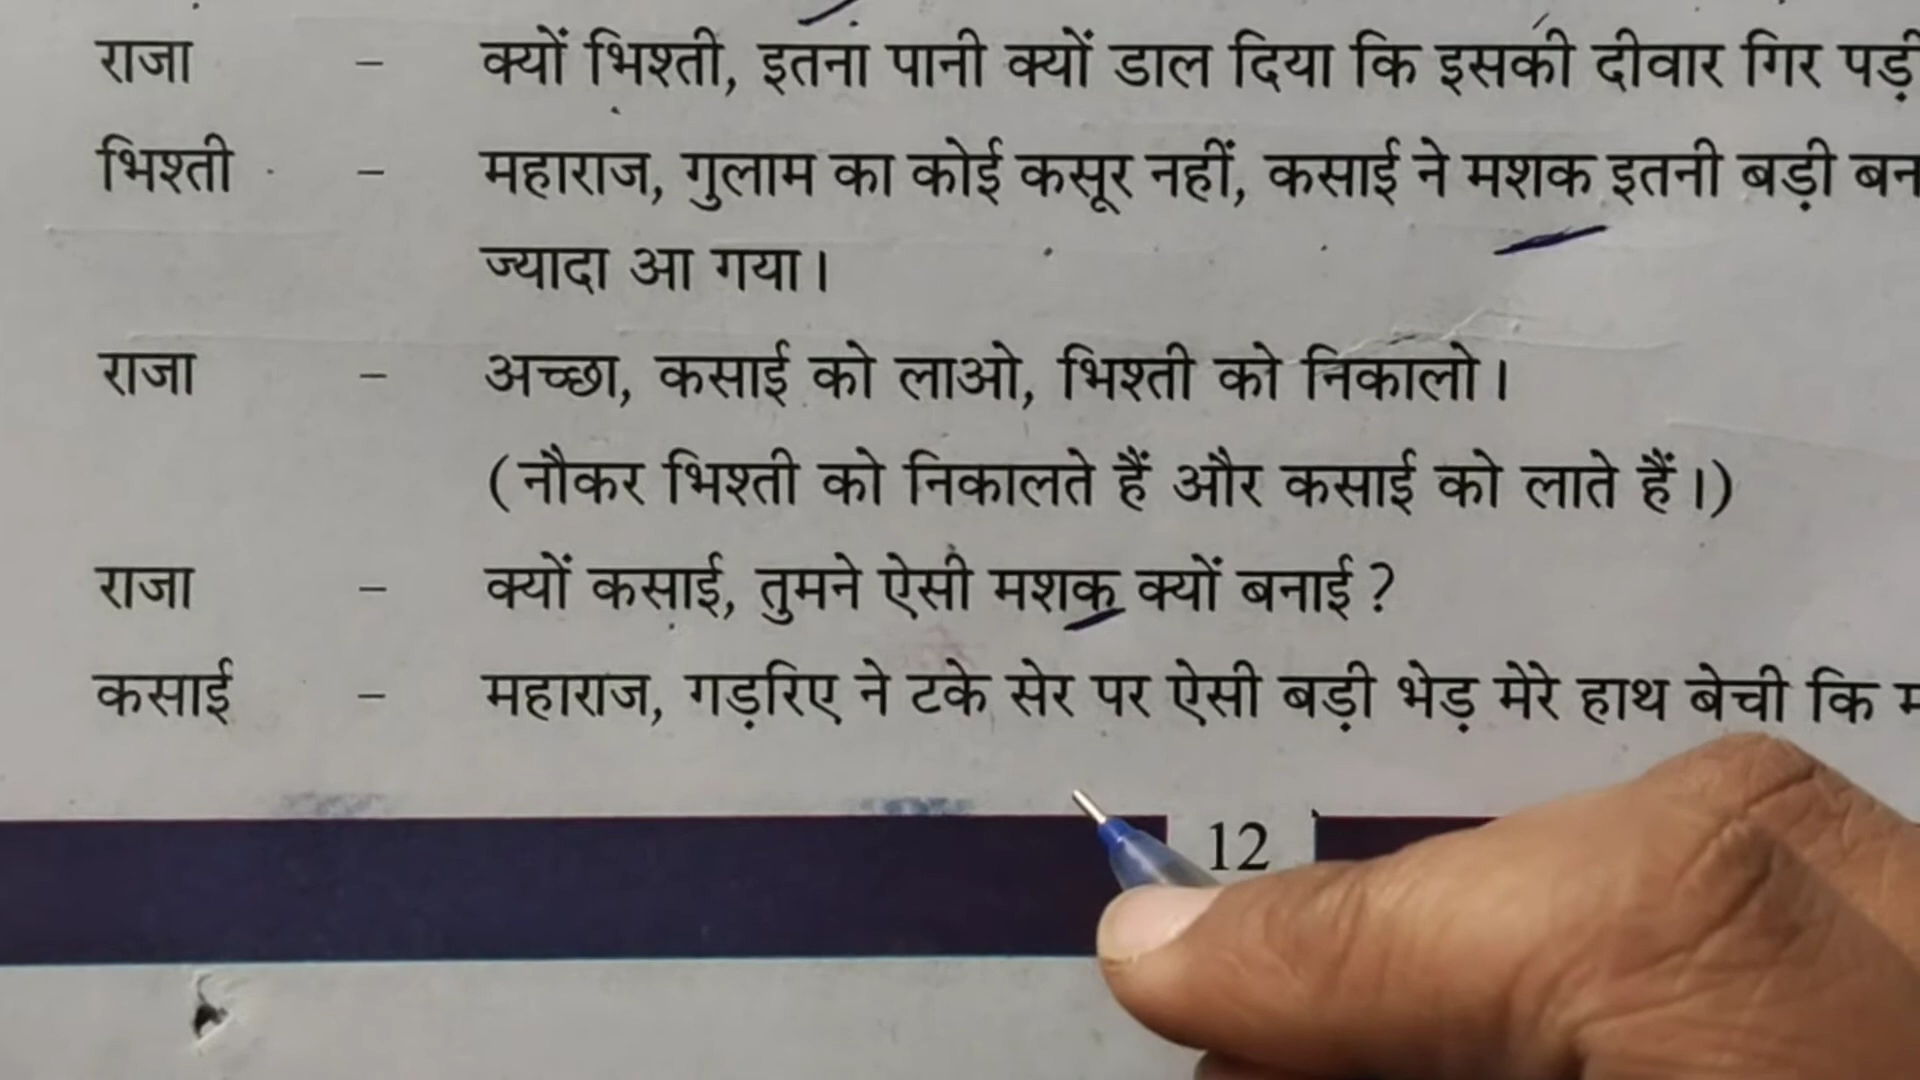 राजा - क्यों भिश्ती, इतना पानी क्यों डाल दिया कि इसकी दीवार गिर पड़ी
भिश्ती - महाराज, गुलाम का कोई कसूर नहीं, कसाई ने मशक इतनी बड़ी
ज्यादा आ गया।
राजा - अच्छा, कसाई को लाओ, भिश्ती को निकालो।
(नौकर भिश्ती को निकालते हैं और कसाई को लाते हैं।)
राजा - क्यों कसाई, तुमने ऐसी मशक क्यों बनाई ?
कसाई - महाराज, गड़रिए ने टके सेर पर ऐसी बड़ी भेड़ मेरे हाथ बेची कि
12